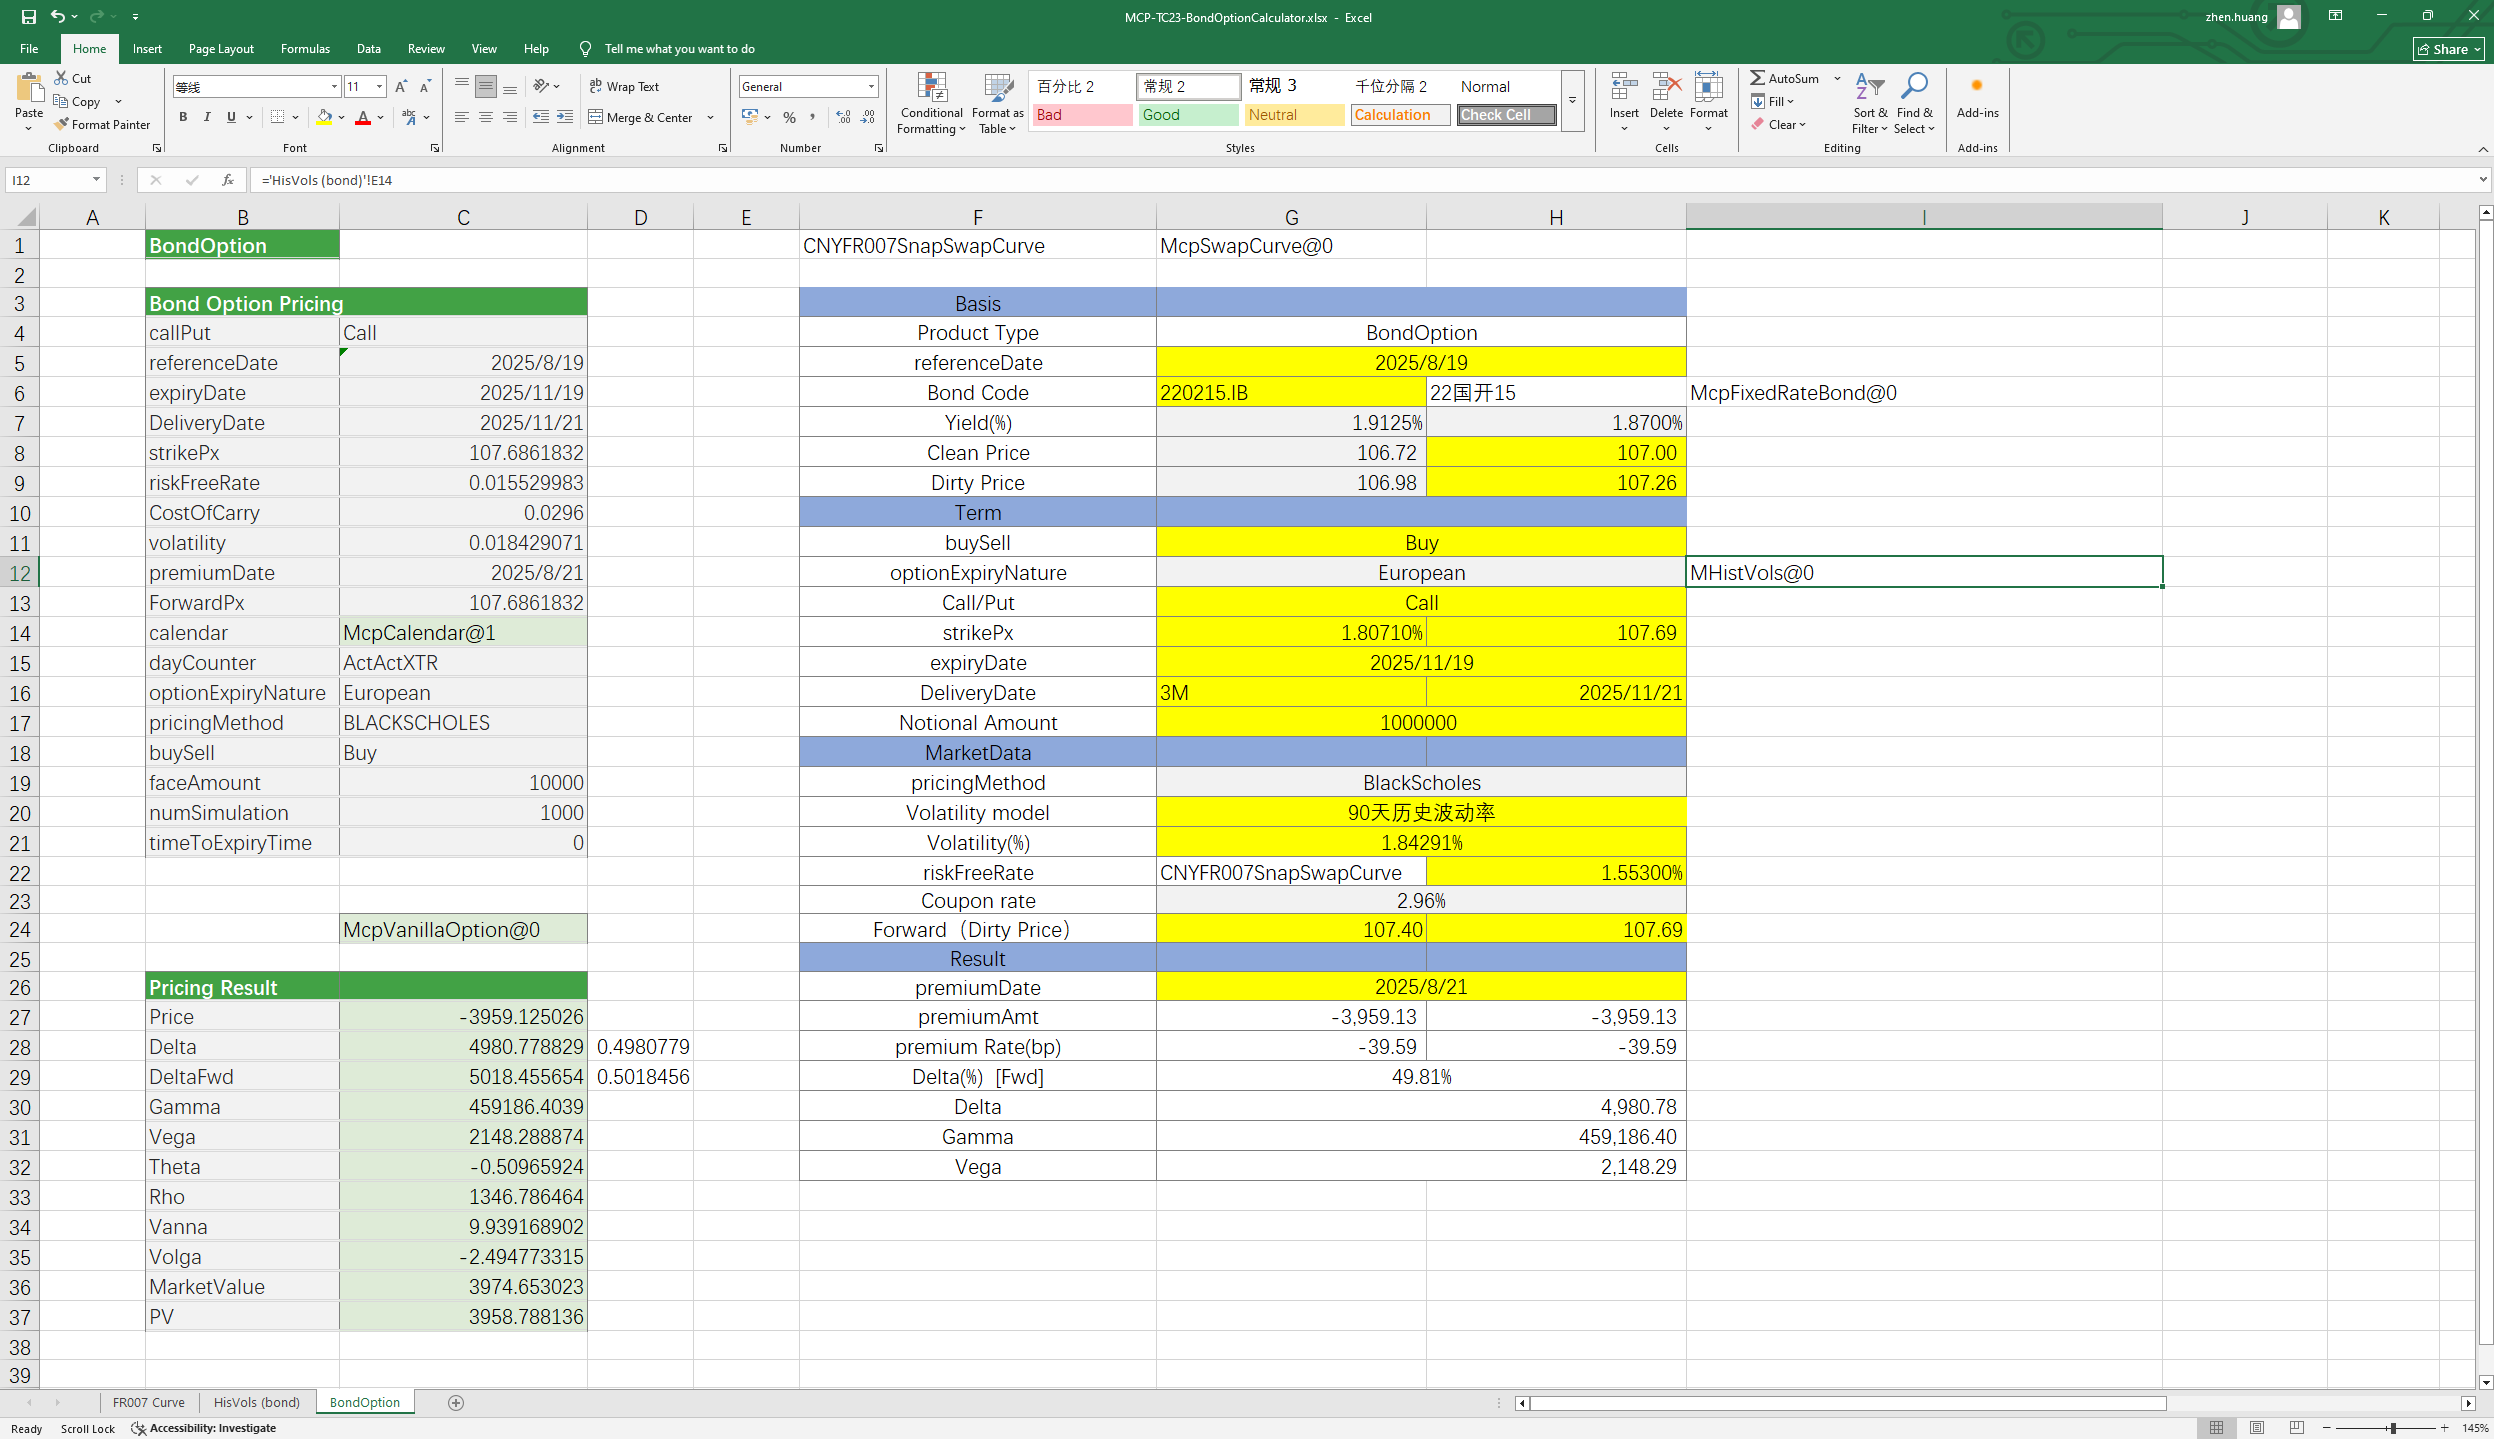 MCP-TC23-BondOptionCalculator.xlsx - Excel
zhen.huang
File Home Insert Page Layout Formulas Data Review View Help Tell me what you want to do
Share
Paste
Cut
Copy
Format Painter
Clipboard
等线 11
B I U
Font
Wrap Text
Merge & Center
Alignment
General
Number
Conditional Formatting
Format as Table
百分比 2 常规 2 常规 3 千位分隔 2 Normal
Bad Good Neutral Calculation Check Cell
Styles
Insert Delete Format
Cells
AutoSum
Fill
Clear
Sort & Filter
Find & Select
Editing
Add-ins
Add-ins
I12 fx ='HisVols (bond)'!E14
A B C D E F G H I J K
1 BondOption CNYFR007SnapSwapCurve McpSwapCurve@0
2
3 Bond Option Pricing Basis
4 callPut Call Product Type BondOption
5 referenceDate 2025/8/19 referenceDate 2025/8/19
6 expiryDate 2025/11/19 Bond Code 220215.IB 22国开15 McpFixedRateBond@0
7 DeliveryDate 2025/11/21 Yield(%) 1.9125% 1.8700%
8 strikePx 107.6861832 Clean Price 106.72 107.00
9 riskFreeRate 0.015529983 Dirty Price 106.98 107.26
10 CostOfCarry 0.0296 Term
11 volatility 0.018429071 buySell Buy
12 premiumDate 2025/8/21 optionExpiryNature European MHistVols@0
13 ForwardPx 107.6861832 Call/Put Call
14 calendar McpCalendar@1 strikePx 1.80710% 107.69
15 dayCounter ActActXTR expiryDate 2025/11/19
16 optionExpiryNature European DeliveryDate 3M 2025/11/21
17 pricingMethod BLACKSCHOLES Notional Amount 1000000
18 buySell Buy MarketData
19 faceAmount 10000 pricingMethod BlackScholes
20 numSimulation 1000 Volatility model 90天历史波动率
21 timeToExpiryTime 0 Volatility(%) 1.84291%
22 riskFreeRate CNYFR007SnapSwapCurve 1.55300%
23 Coupon rate 2.96%
24 McpVanillaOption@0 Forward（Dirty Price） 107.40 107.69
25 Result
26 Pricing Result premiumDate 2025/8/21
27 Price -3959.125026 premiumAmt -3,959.13 -3,959.13
28 Delta 4980.778829 0.4980779 premium Rate(bp) -39.59 -39.59
29 DeltaFwd 5018.455654 0.5018456 Delta(%) [Fwd] 49.81%
30 Gamma 459186.4039 Delta 4,980.78
31 Vega 2148.288874 Gamma 459,186.40
32 Theta -0.50965924 Vega 2,148.29
33 Rho 1346.786464
34 Vanna 9.939168902
35 Volga -2.494773315
36 MarketValue 3974.653023
37 PV 3958.788136
38
39
FR007 Curve HisVols (bond) BondOption
Ready Scroll Lock Accessibility: Investigate 145%